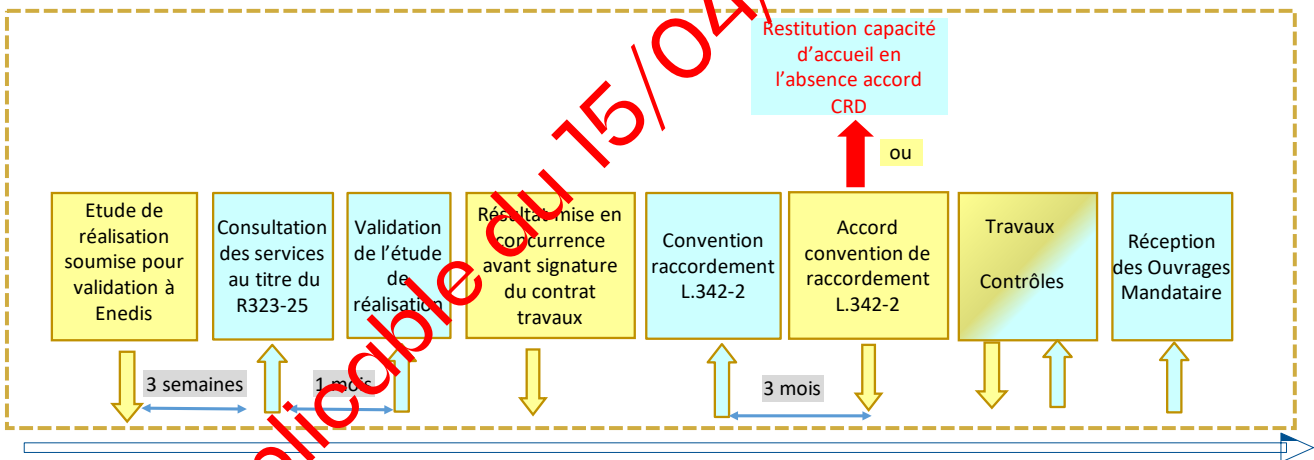 Restitution capacité
d'accueil en
l'absence accord
CRD
ou
Etude de
réalisation
soumise pour
validation à
Enedis
Consultation
des services
au titre du
R323-25
Validation
de l'étude
de
réalisation
Résultat mise en
concurrence
avant signature
du contrat
travaux
Convention
raccordement
L.342-2
Accord
convention de
raccordement
L.342-2
Travaux
Contrôles
Réception
des Ouvrages
Mandataire
3 semaines
1 mois
3 mois
plicable du 15/04/